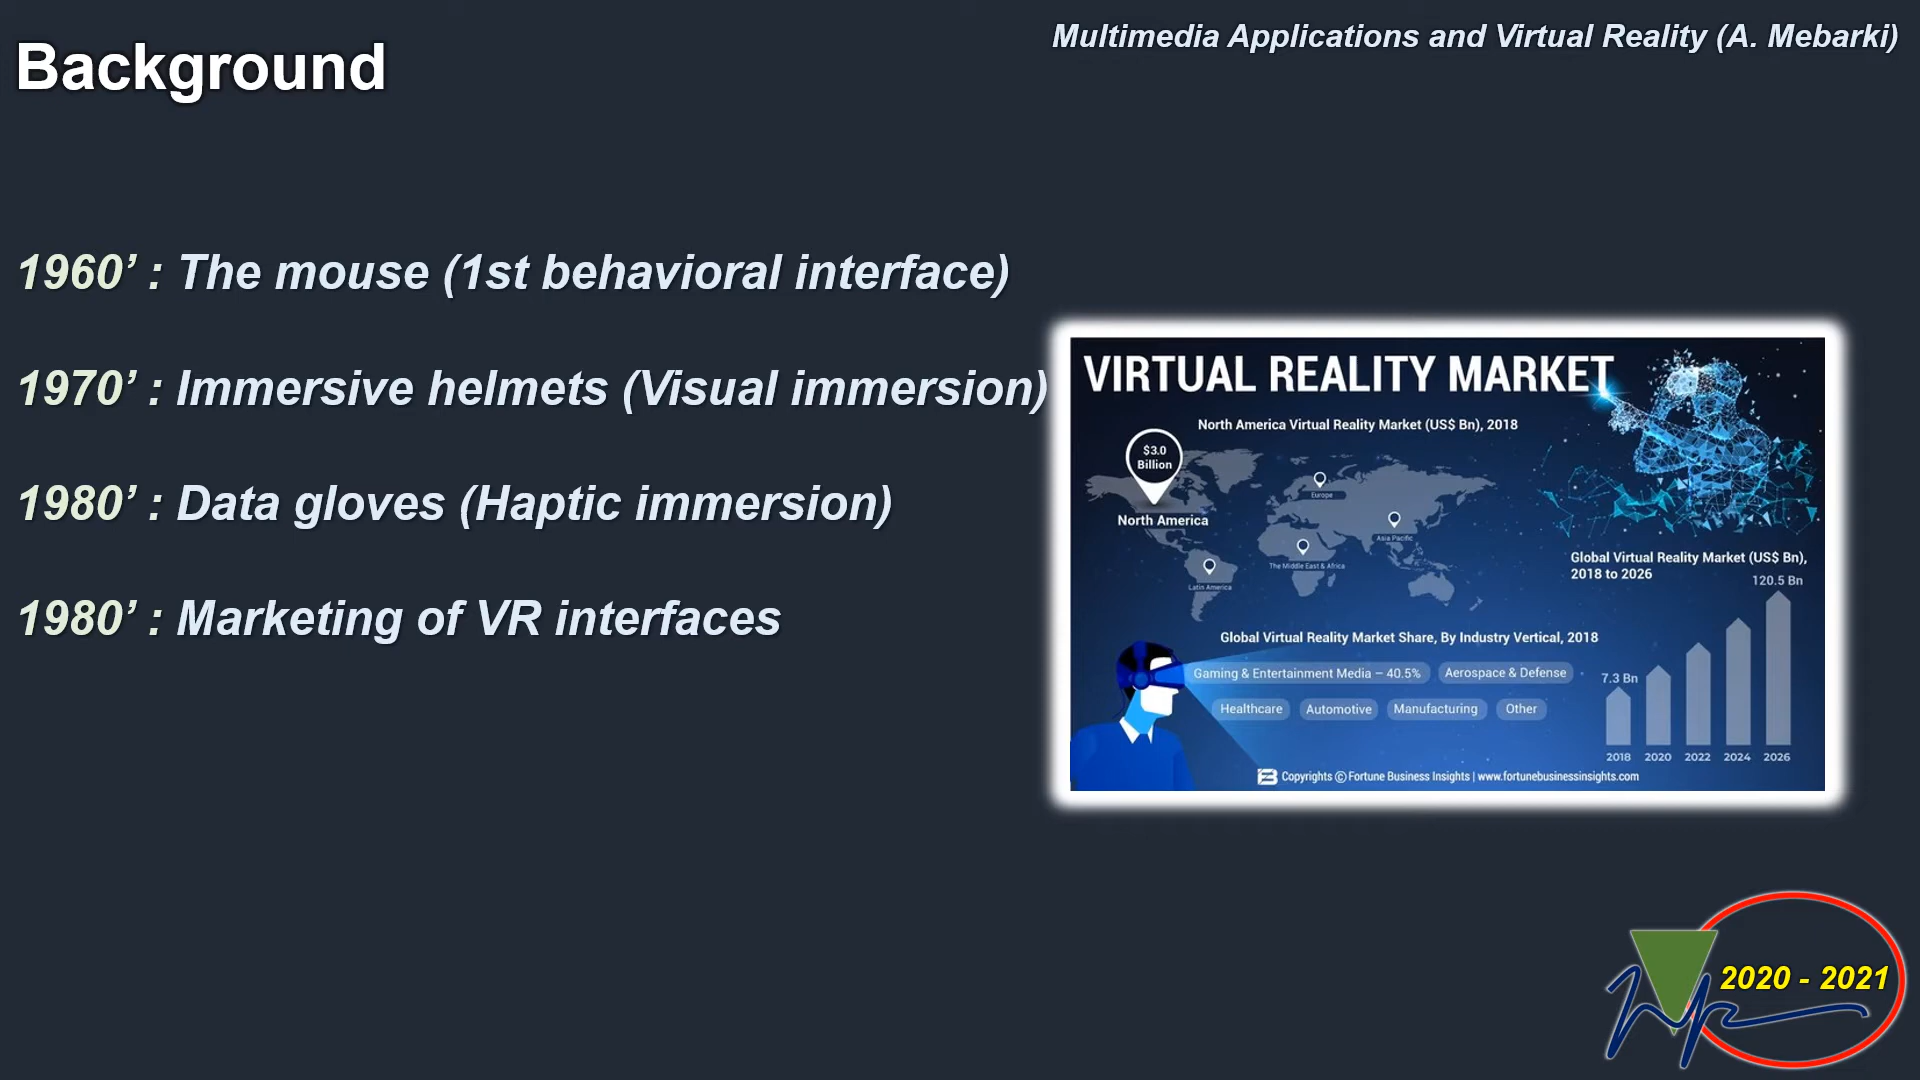 Multimedia Applications and Virtual Reality (A. Mebarki)
Background
1960’ : The mouse (1st behavioral interface)
1970’ : Immersive helmets (Visual immersion)
1980’ : Data gloves (Haptic immersion)
1980’ : Marketing of VR interfaces
VIRTUAL REALITY MARKET
North America Virtual Reality Market (US$ Bn), 2018
$3.0
Billion
North America
Europe
Asia Pacific
The Middle East & Africa
Latin America
Global Virtual Reality Market (US$ Bn),
2018 to 2026
120.5 Bn
7.3 Bn
2018 2020 2022 2024 2026
Global Virtual Reality Market Share, By Industry Vertical, 2018
Gaming & Entertainment Media – 40.5% Aerospace & Defense
Healthcare Automotive Manufacturing Other
Copyrights © Fortune Business Insights | www.fortunebusinessinsights.com
2020 - 2021